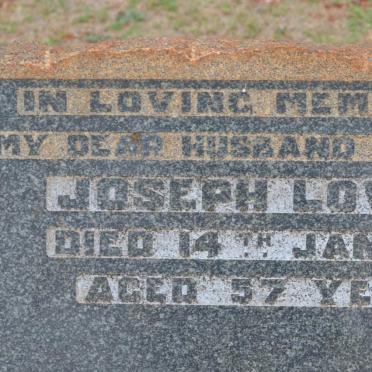 IN LOVING MEM
MY DEAR HUSBAND
JOSEPH LO
DIED 14TH JAN
AGED 57 YE